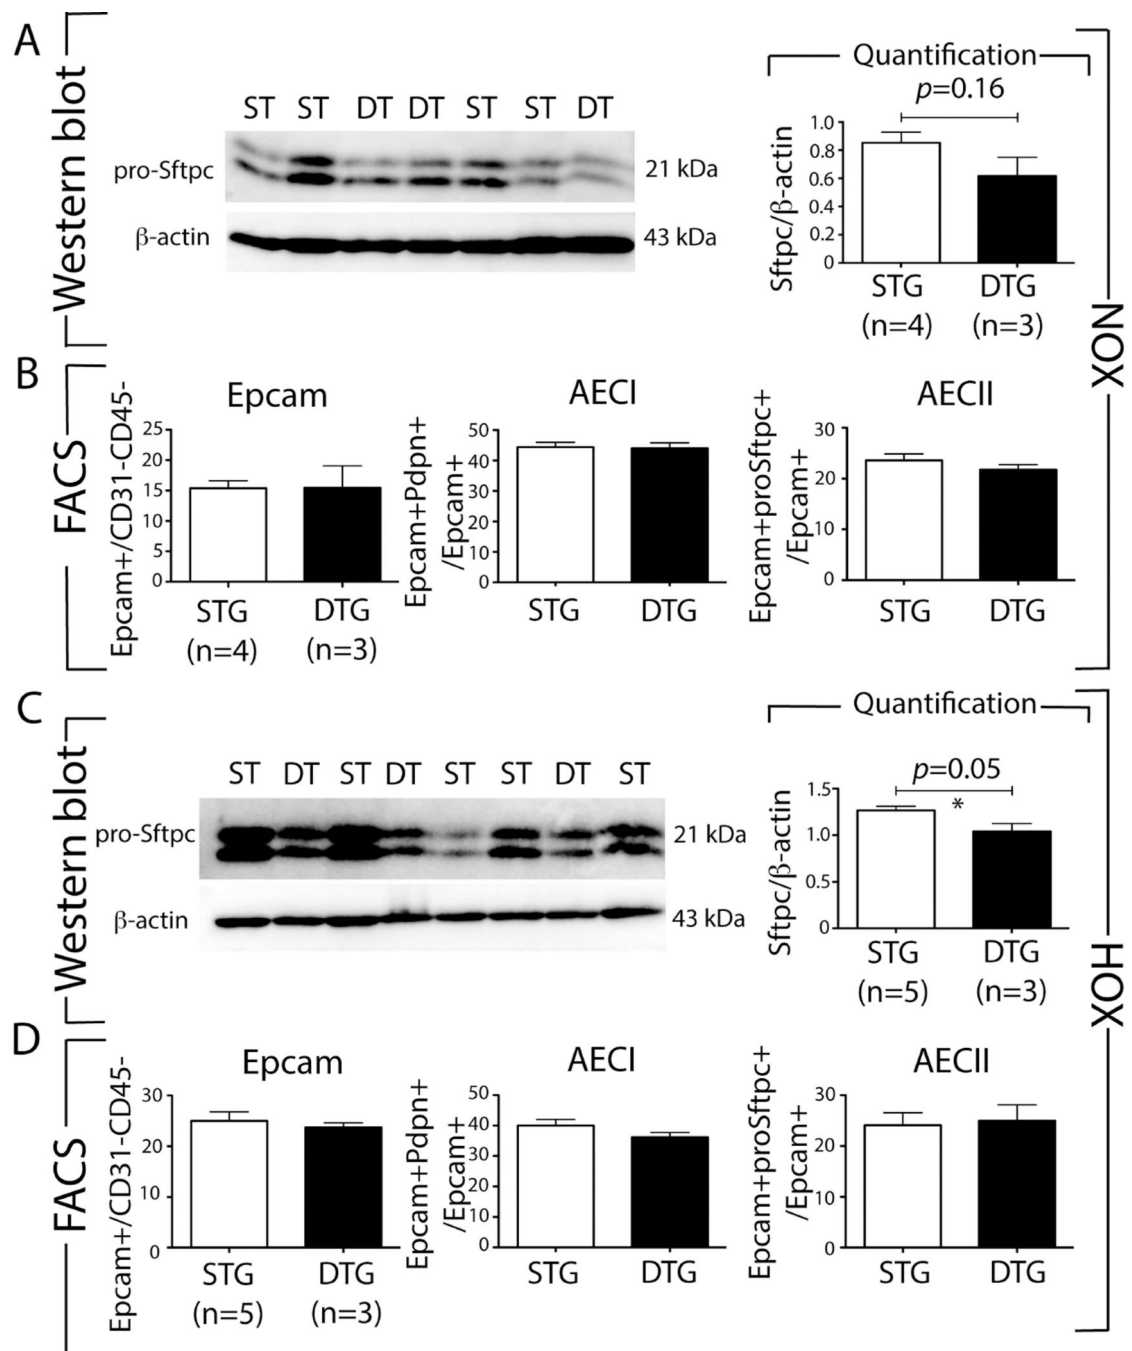 A
Western blot
ST ST DT DT ST ST DT
pro-Sftpc
21 kDa
β-actin
43 kDa
Quantification
p=0.16
Sftpc/β-actin
1.0
0.8
0.6
0.4
0.2
0
STG DTG
(n=4) (n=3)
NOX
B
FACS
Epcam
Epcam+/CD31-CD45-
25
20
15
10
5
0
STG DTG
(n=4) (n=3)
AECI
Epcam+Pdpn+
/Epcam+
50
40
30
20
10
0
STG DTG
AECII
Epcam+proSftpc+
/Epcam+
30
20
10
0
STG DTG
C
Western blot
ST DT ST DT ST ST DT ST
pro-Sftpc
21 kDa
β-actin
43 kDa
Quantification
p=0.05
*
Sftpc/β-actin
1.5
1.0
0.5
0
STG DTG
(n=5) (n=3)
HOX
D
FACS
Epcam
Epcam+/CD31-CD45-
30
20
10
0
STG DTG
(n=5) (n=3)
AECI
Epcam+Pdpn+
/Epcam+
50
40
30
20
10
0
STG DTG
AECII
Epcam+proSftpc+
/Epcam+
30
20
10
0
STG DTG